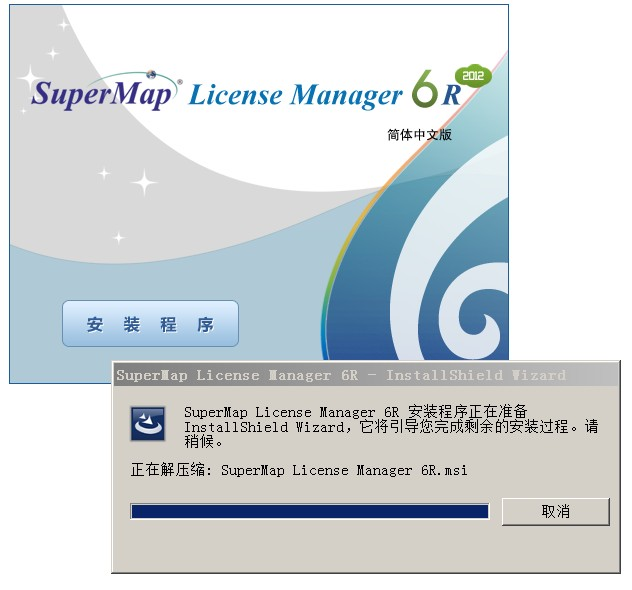 SuperMap® License Manager 6R 2012
简体中文版
安装程序
SuperMap License Manager 6R - InstallShield Wizard
SuperMap License Manager 6R 安装程序正在准备
InstallShield Wizard，它将引导您完成剩余的安装过程。请
稍候。
正在解压缩: SuperMap License Manager 6R.msi
取消